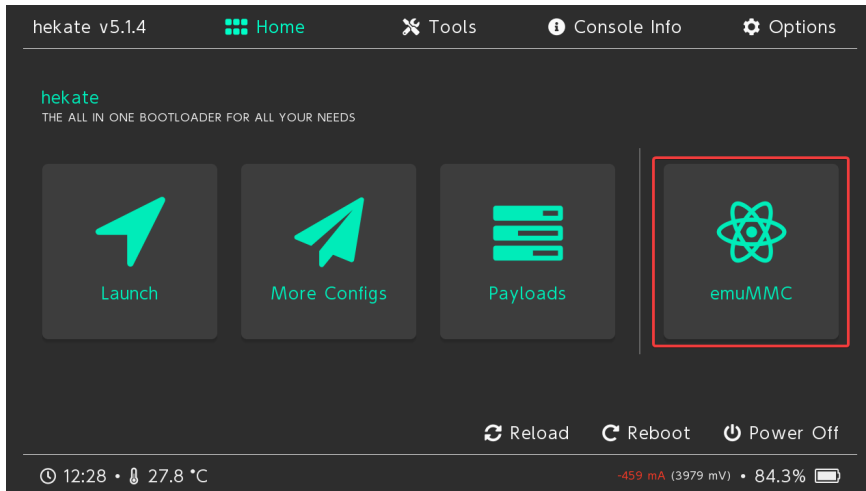 hekate v5.1.4 Home Tools Console Info Options
hekate
THE ALL IN ONE BOOTLOADER FOR ALL YOUR NEEDS
Launch More Configs Payloads emuMMC
Reload Reboot Power Off
12:28 • 27.8 °C -459 mA (3979 mV) • 84.3%